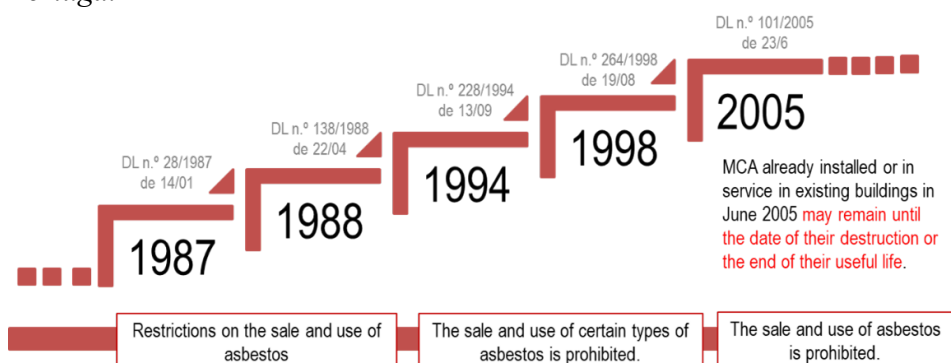 DL n.º 28/1987
de 14/01
1987
DL n.º 138/1988
de 22/04
1988
DL n.º 228/1994
de 13/09
1994
DL n.º 264/1998
de 19/08
1998
DL n.º 101/2005
de 23/6
2005
MCA already installed or in
service in existing buildings in
June 2005 may remain until
the date of their destruction or
the end of their useful life.
Restrictions on the sale and use of
asbestos
The sale and use of certain types of
asbestos is prohibited.
The sale and use of asbestos
is prohibited.